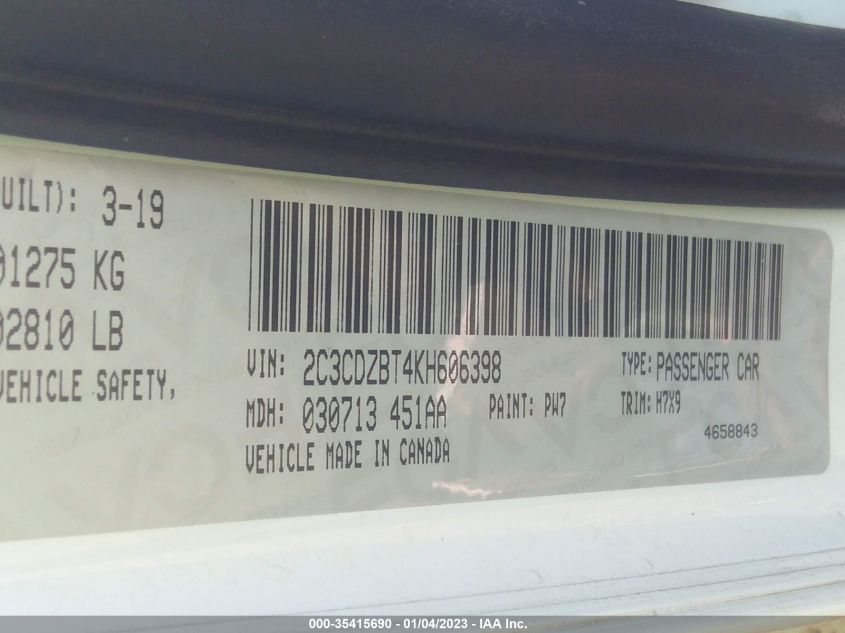 UILT): 3-19
01275 KG
02810 LB
VEHICLE SAFETY,
VIN: 2C3CDZBT4KH606398 TYPE: PASSENGER CAR
MDH: 030713 451AA PAINT: PW7 TRIM: H7X9
4658843
VEHICLE MADE IN CANADA
000-35415690 - 01/04/2023 - IAA Inc.